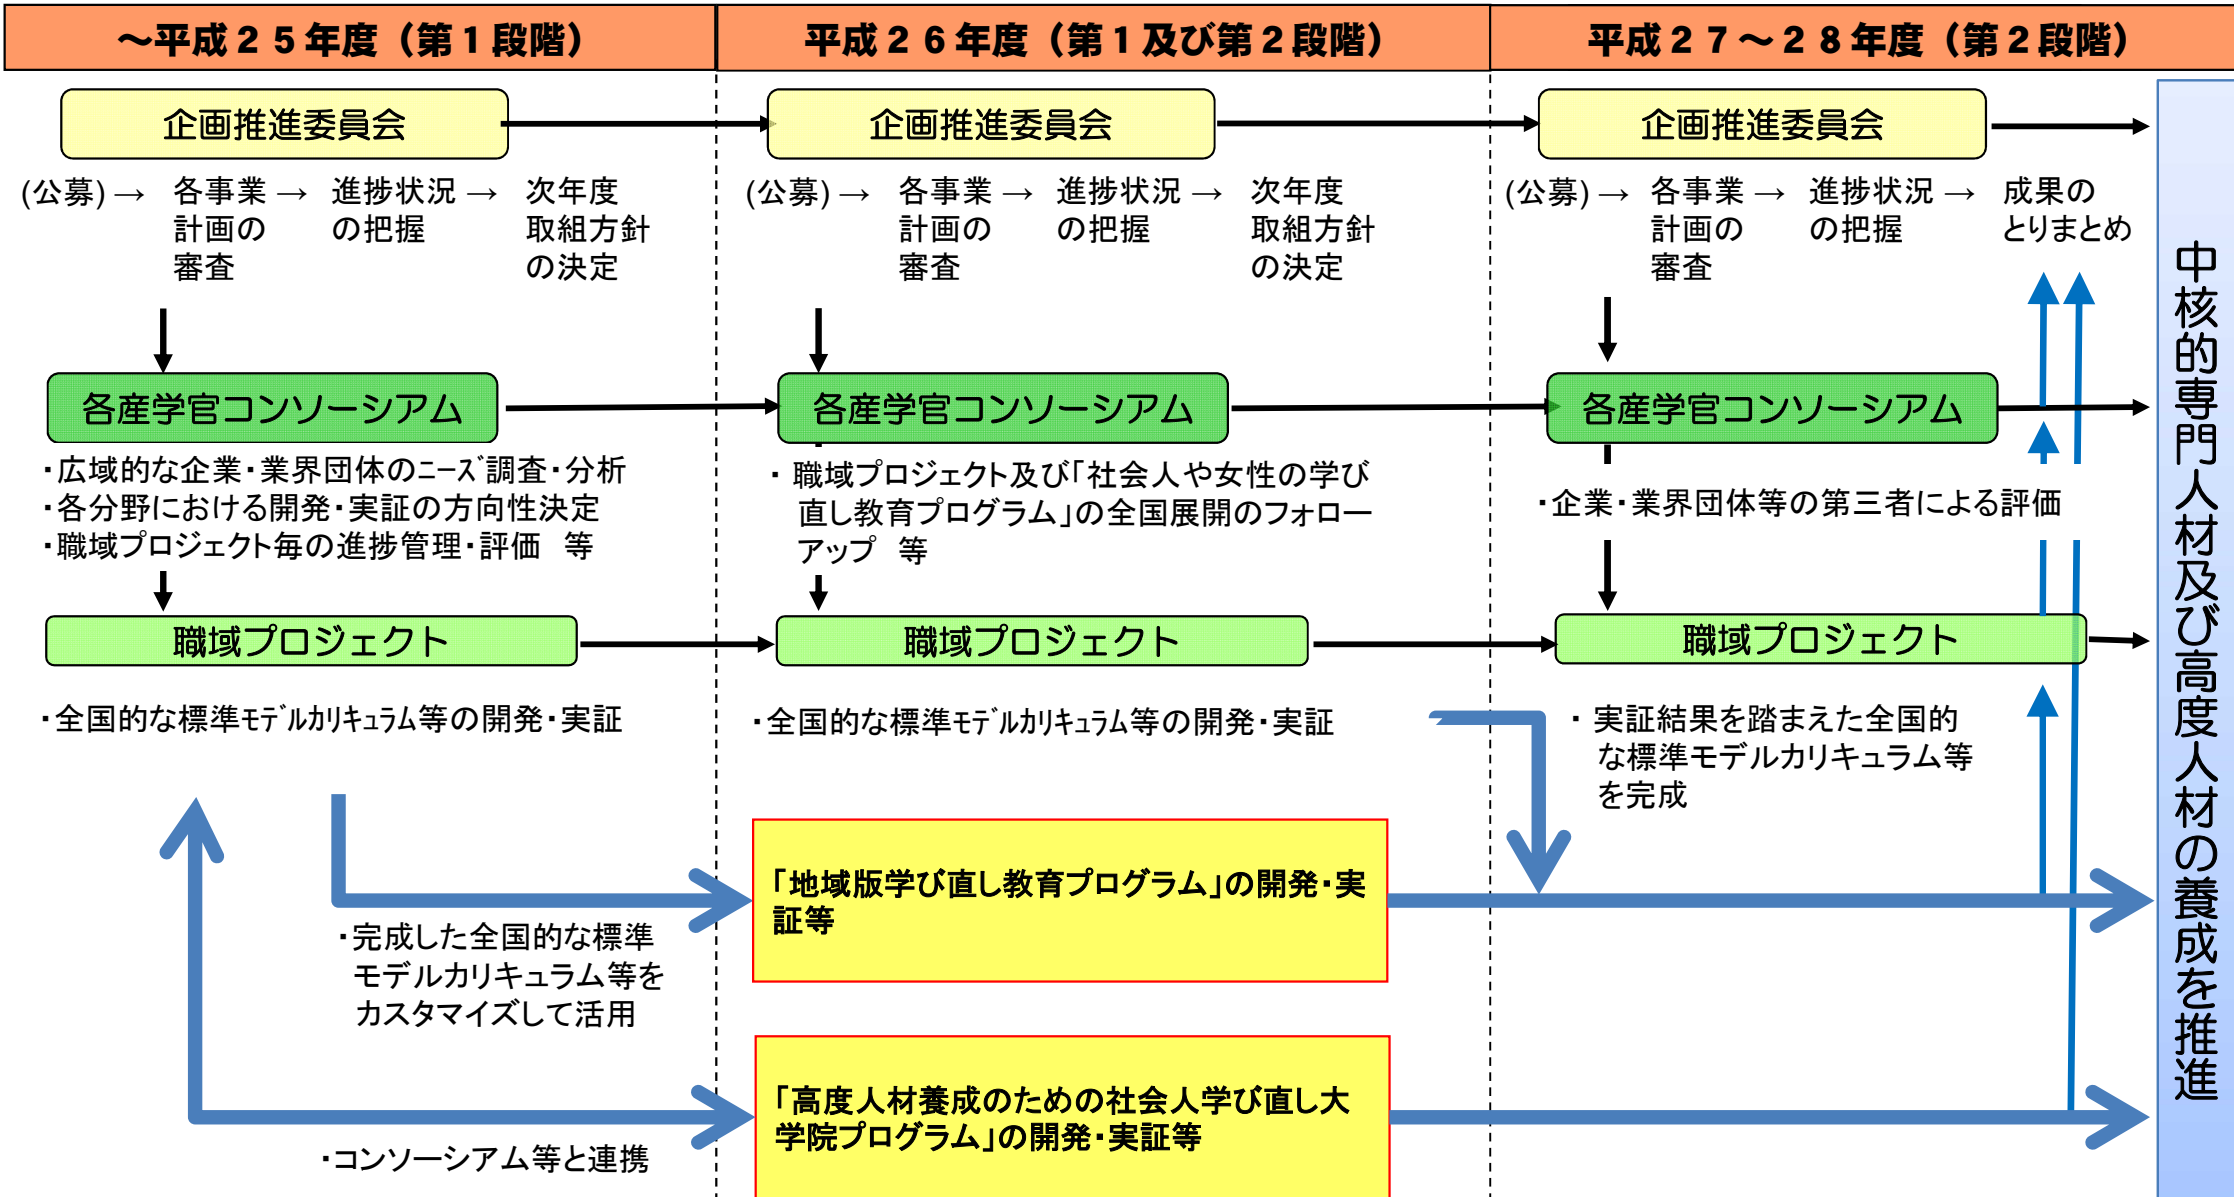 ～平成２５年度（第１段階）
平成２６年度（第１及び第２段階）
平成２７～２８年度（第２段階）
企画推進委員会
(公募)→ 各事業→ 進捗状況→ 次年度
計画の の把握 取組方針
審査 の決定
企画推進委員会
(公募)→ 各事業→ 進捗状況→ 次年度
計画の の把握 取組方針
審査 の決定
企画推進委員会
(公募)→ 各事業→ 進捗状況→ 成果の
計画の の把握 とりまとめ
審査
各産学官コンソーシアム
・広域的な企業・業界団体のﾆｰｽﾞ調査・分析
・各分野における開発・実証の方向性決定
・職域プロジェクト毎の進捗管理・評価　等
各産学官コンソーシアム
・職域プロジェクト及び「社会人や女性の学び
直し教育プログラム」の全国展開のフォロー
アップ　等
各産学官コンソーシアム
・企業・業界団体等の第三者による評価
職域プロジェクト
・全国的な標準ﾓﾃﾞﾙｶﾘｷｭﾗﾑ等の開発・実証
職域プロジェクト
・全国的な標準ﾓﾃﾞﾙｶﾘｷｭﾗﾑ等の開発・実証
職域プロジェクト
・実証結果を踏まえた全国的
な標準モデルカリキュラム等
を完成
・完成した全国的な標準
モデルカリキュラム等を
カスタマイズして活用
「地域版学び直し教育プログラム」の開発・実
証等
・コンソーシアム等と連携
「高度人材養成のための社会人学び直し大
学院プログラム」の開発・実証等
中核的専門人材及び高度人材の養成を推進